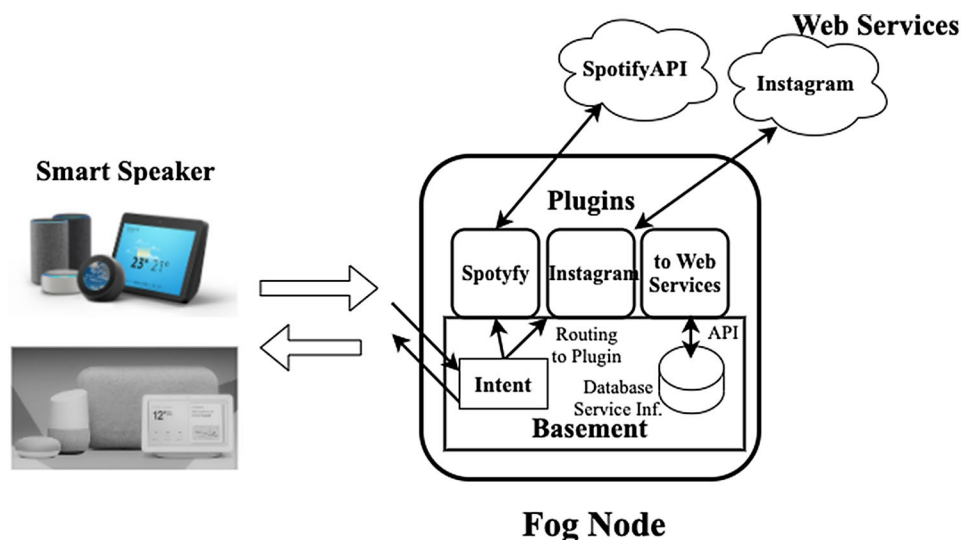 Web Services
SpotifyAPI
Instagram
Smart Speaker
Plugins
Spotyfy
Instagram
to Web
Services
23° 21°
Routing
to Plugin
API
Intent
Database
Service Inf.
Basement
12°
Fog Node